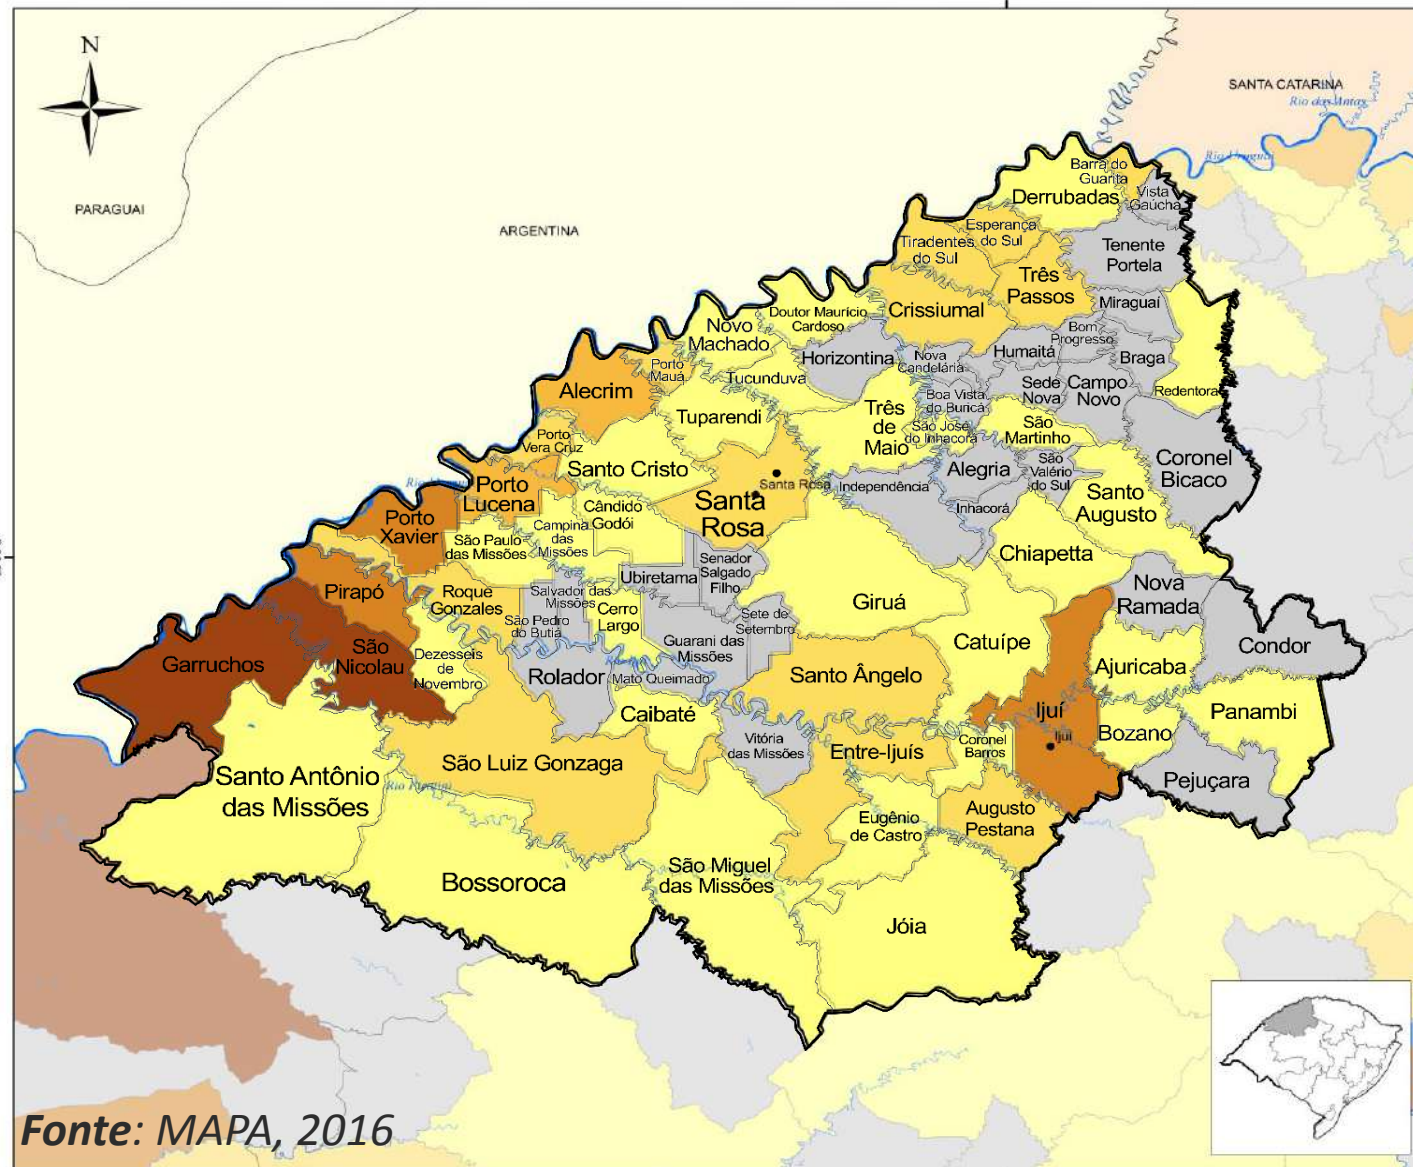 N
SANTA CATARINA
Rio das Antas
Rio Uruguai
PARAGUAI
ARGENTINA
Barra do
Guarita
Derrubadas
Vista
Gaúcha
Esperança
do Sul
Tiradentes
do Sul
Tenente
Portela
Três
Passos
Crissiumal
Miraguaí
Doutor Maurício
Cardoso
Novo
Machado
Bom
Progresso
Humaitá
Braga
Horizontina
Nova
Candelária
Porto
Mauá
Tucunduva
Alecrim
Sede
Nova
Campo
Novo
Redentora
Boa Vista
do Buricá
Tuparendi
Três
de
Maio
São José
do Inhacorá
São
Martinho
Porto
Vera Cruz
Santo Cristo
Alegria
São
Valério
do Sul
Coronel
Bicaco
Santa Rosa
Independência
Porto
Lucena
Santa
Rosa
Santo
Augusto
Inhacorá
Cândido
Godói
Porto
Xavier
Campina
das
Missões
São Paulo
das Missões
Chiapetta
Senador
Salgado
Filho
Ubiretama
Nova
Ramada
Pirapó
Roque
Gonzales
Salvador das
Missões
Cerro
Largo
Giruá
São Pedro
do Butiá
Sete de
Setembro
Guarani das
Missões
Catuípe
Condor
Garruchos
São
Nicolau
Dezesseis
de
Novembro
Ajuricaba
Rolador
Mato Queimado
Santo Ângelo
Caibaté
Ijuí
Ijuí
Panambi
Bozano
Vitória
das Missões
Entre-Ijuís
Coronel
Barros
São Luiz Gonzaga
Santo Antônio
das Missões
Rio Piratini
Pejuçara
Augusto
Pestana
Eugênio
de Castro
São Miguel
das Missões
Bossoroca
Jóia
Fonte: MAPA, 2016